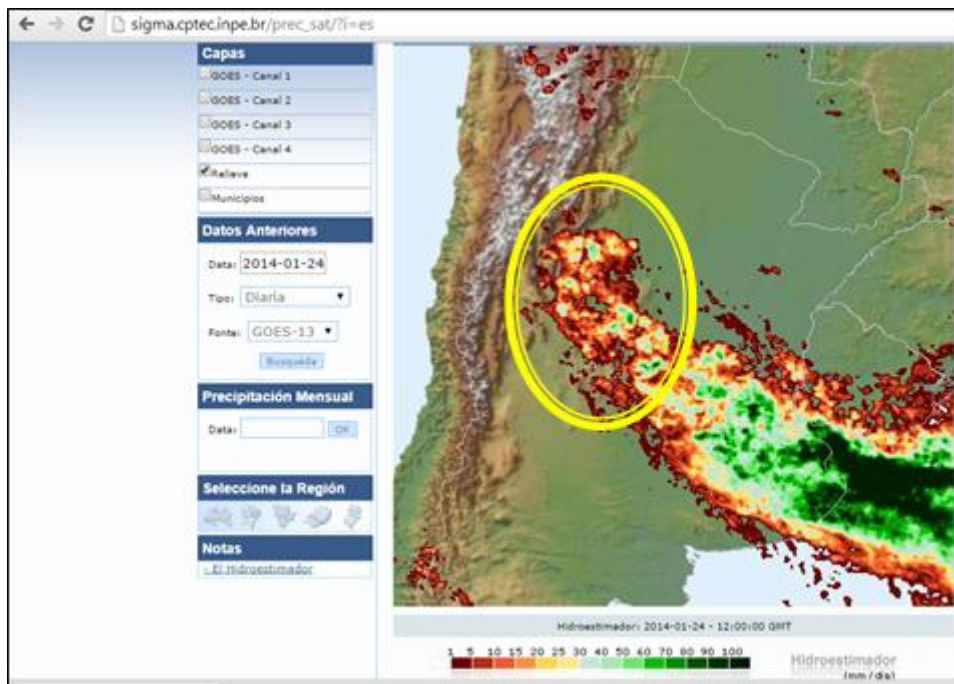 sigma.cptec.inpe.br/prec_sat/?i=es
Capas
GOES - Canal 1
GOES - Canal 2
GOES - Canal 3
GOES - Canal 4
Relieve
Municipios
Datos Anteriores
Data: 2014-01-24
Tipo: Diaria
Fonte: GOES-13
Busqueda
Precipitación Mensual
Data: OK
Seleccione la Región
Notas
- El Hidroestimador
Hidroestimador: 2014-01-24 - 12:00:00 GMT
1 5 10 15 20 25 30 40 50 60 70 80 90 100
Hidroestimador
(mm / dia)